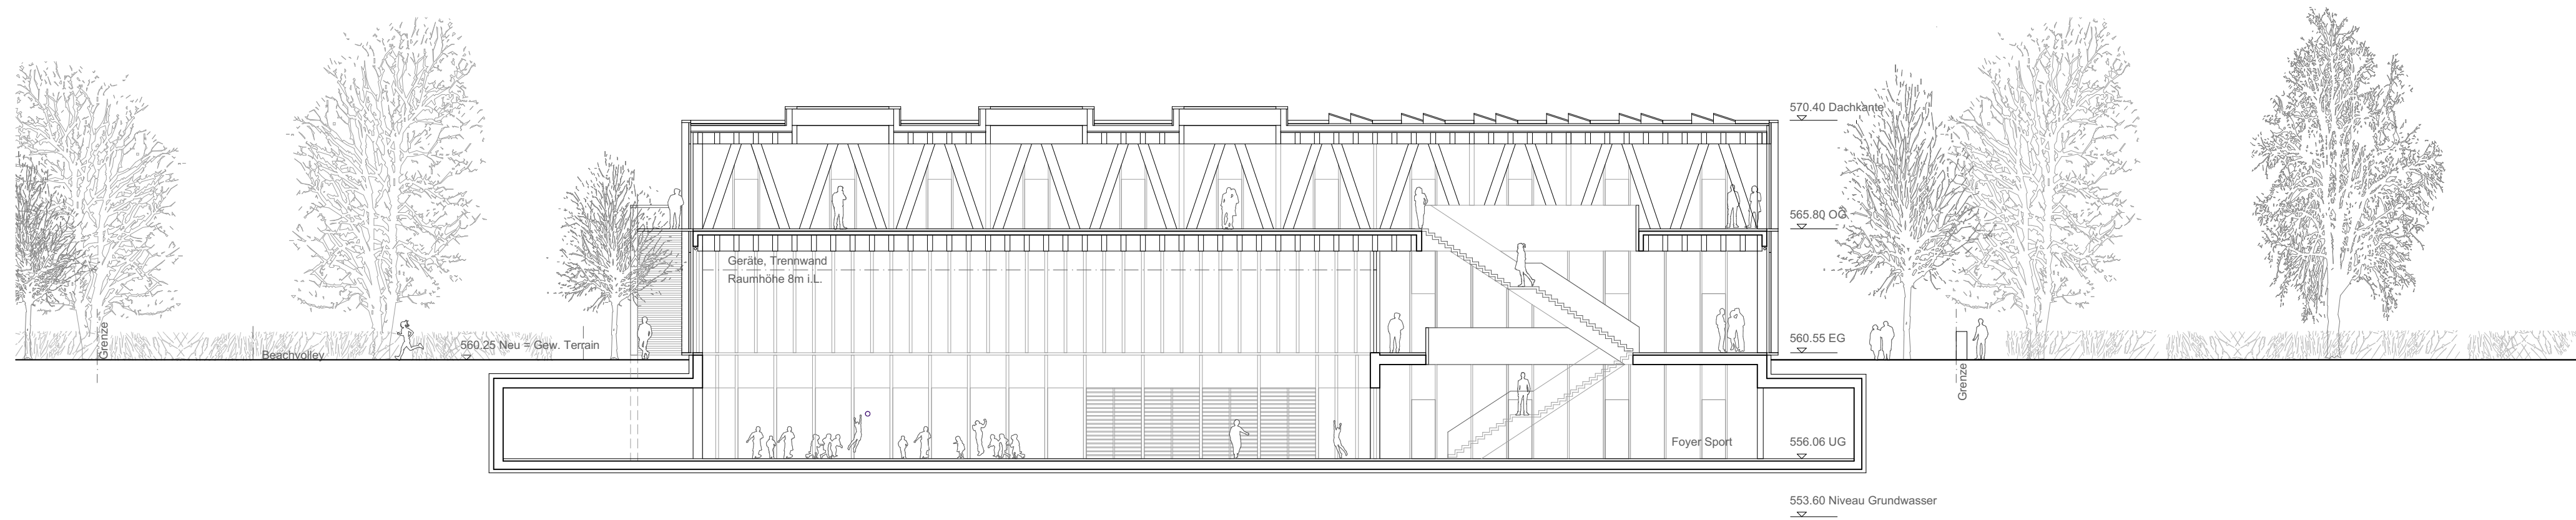 570.40 Dachkante
565.80 OG
Geräte, Trennwand
Raumhöhe 8m i.L.
Grenze
Beachvolley
560.25 Neu = Gew. Terrain
560.55 EG
Grenze
Foyer Sport
556.06 UG
553.60 Niveau Grundwasser